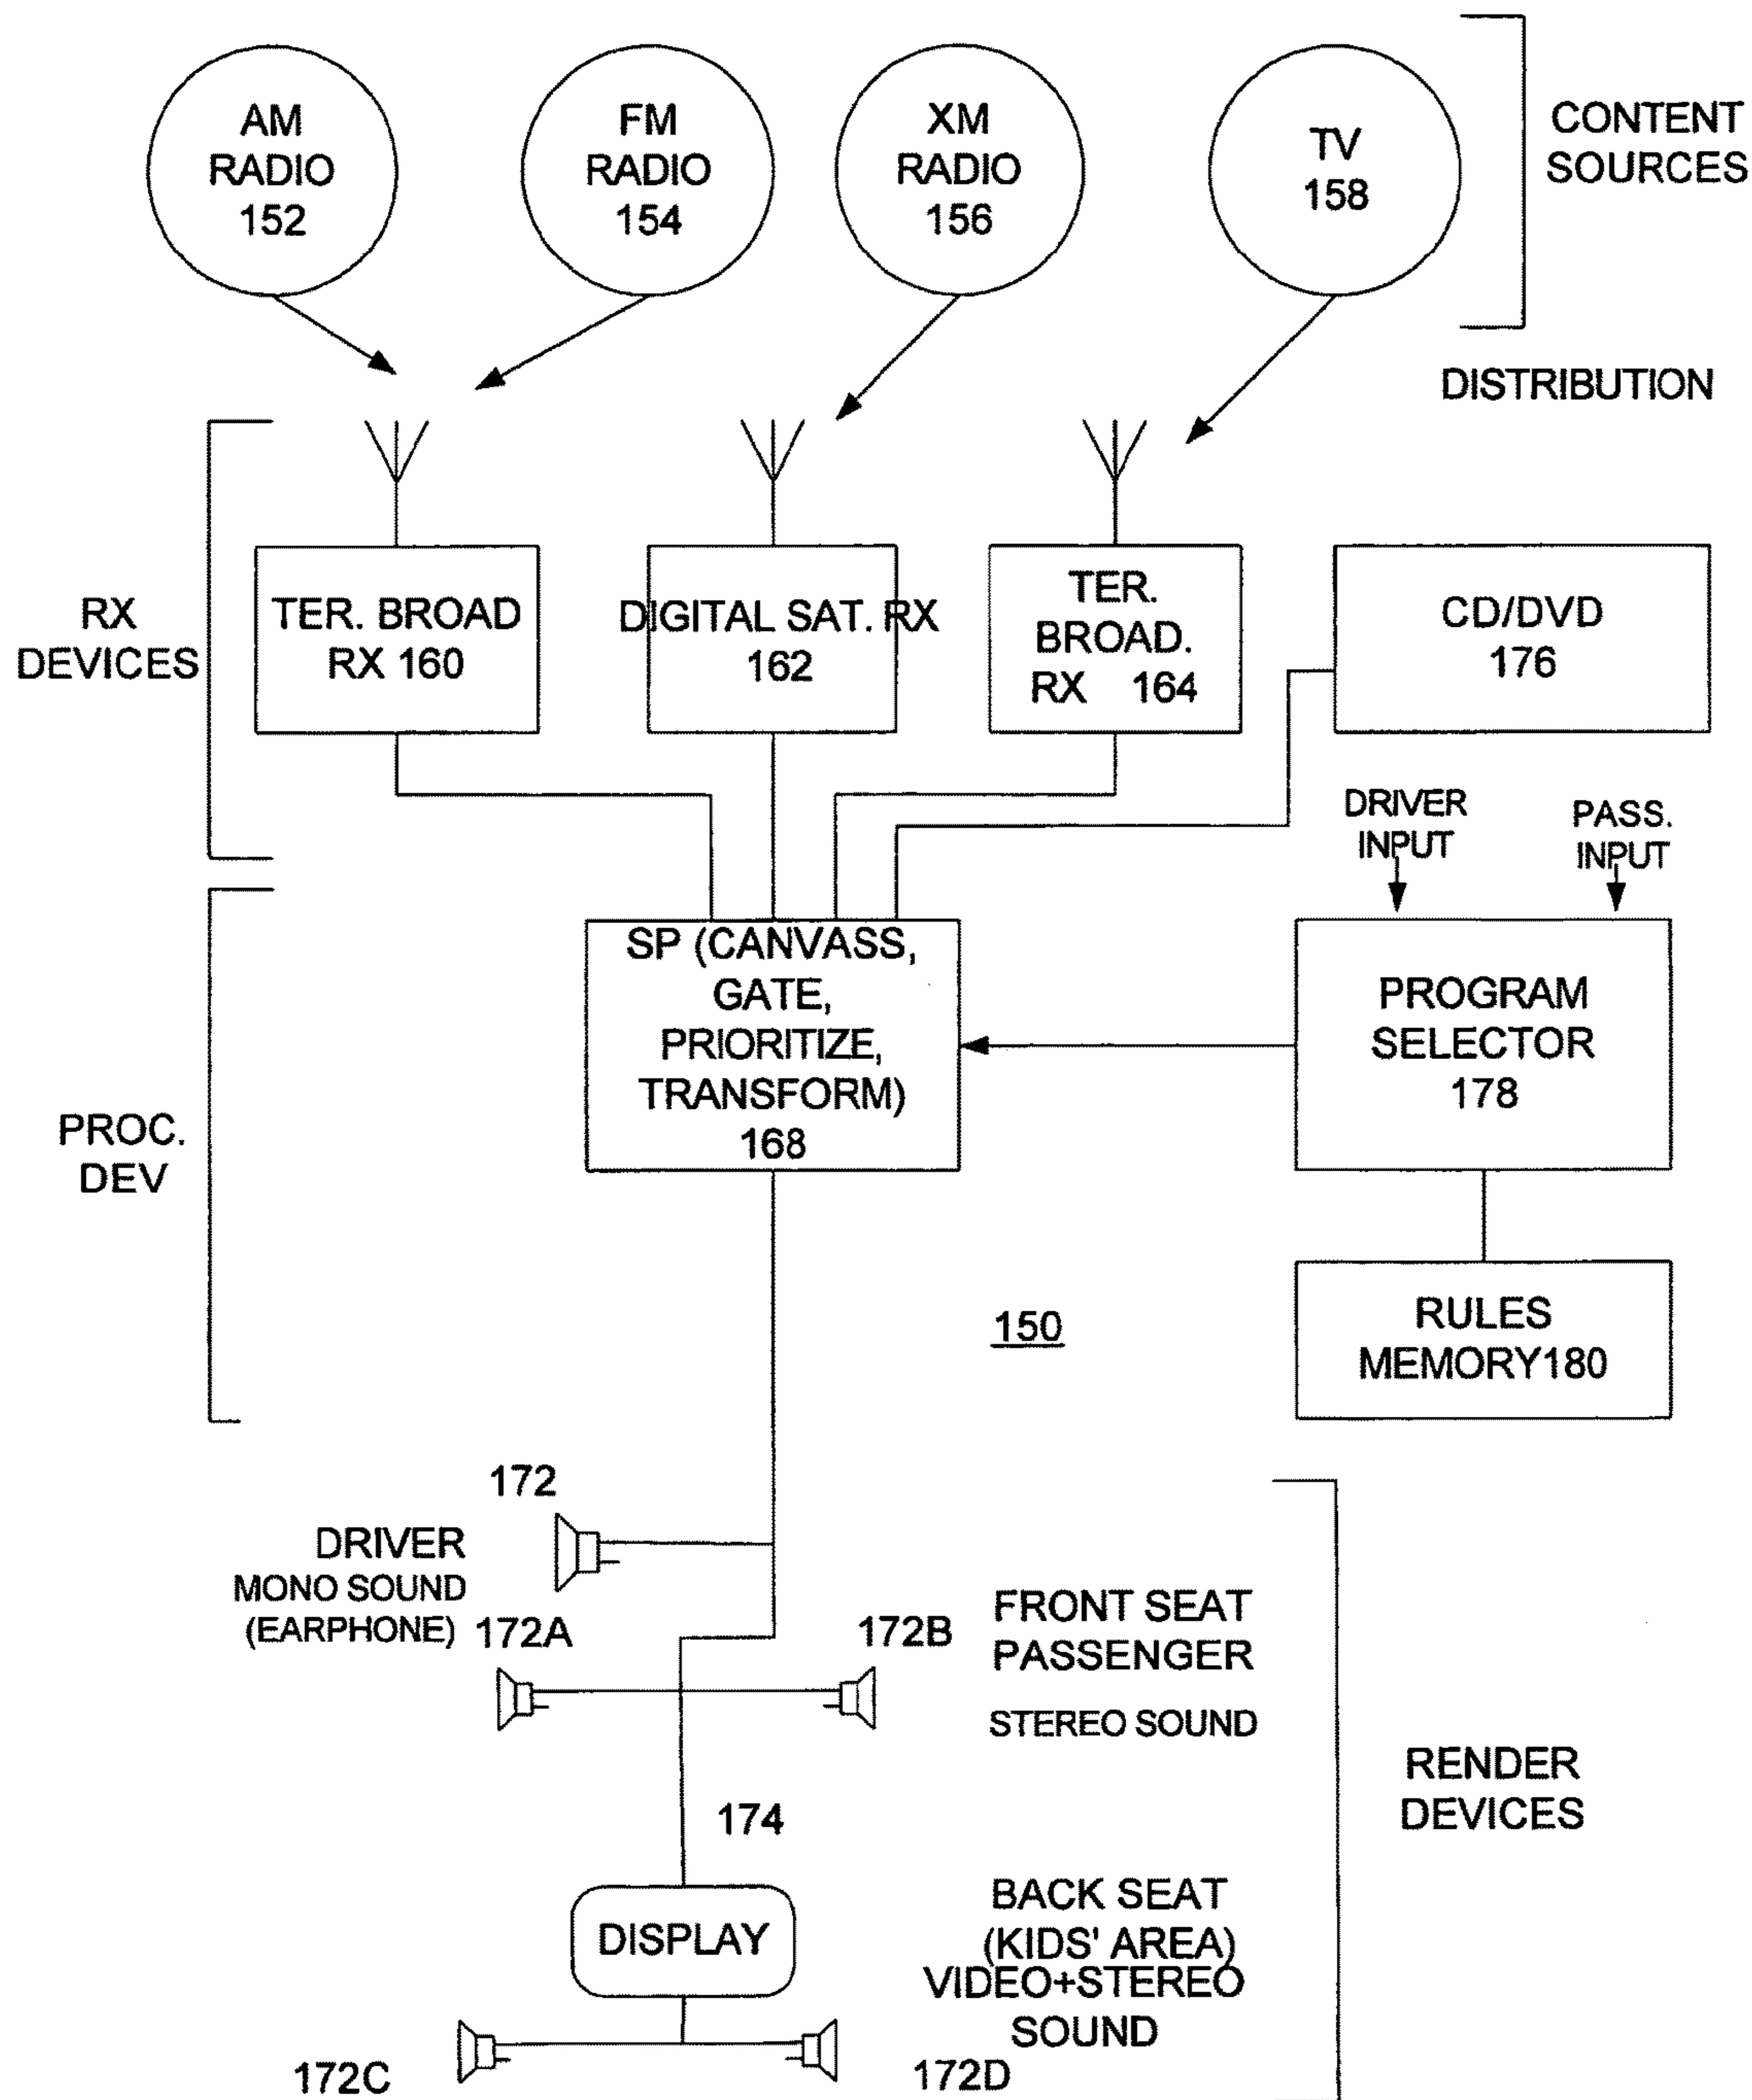 AM
RADIO
152
FM
RADIO
154
XM
RADIO
156
TV
158
CONTENT
SOURCES
DISTRIBUTION
RX
DEVICES
TER. BROAD
RX 160
DIGITAL SAT. RX
162
TER.
BROAD.
RX 164
CD/DVD
176
DRIVER
INPUT
PASS.
INPUT
SP (CANVASS,
GATE,
PRIORITIZE,
TRANSFORM)
168
PROGRAM
SELECTOR
178
PROC.
DEV
RULES
MEMORY180
150
172
DRIVER
MONO SOUND
(EARPHONE)
172A
172B
FRONT SEAT
PASSENGER
STEREO SOUND
RENDER
DEVICES
174
DISPLAY
BACK SEAT
(KIDS' AREA)
VIDEO+STEREO
SOUND
172C
172D